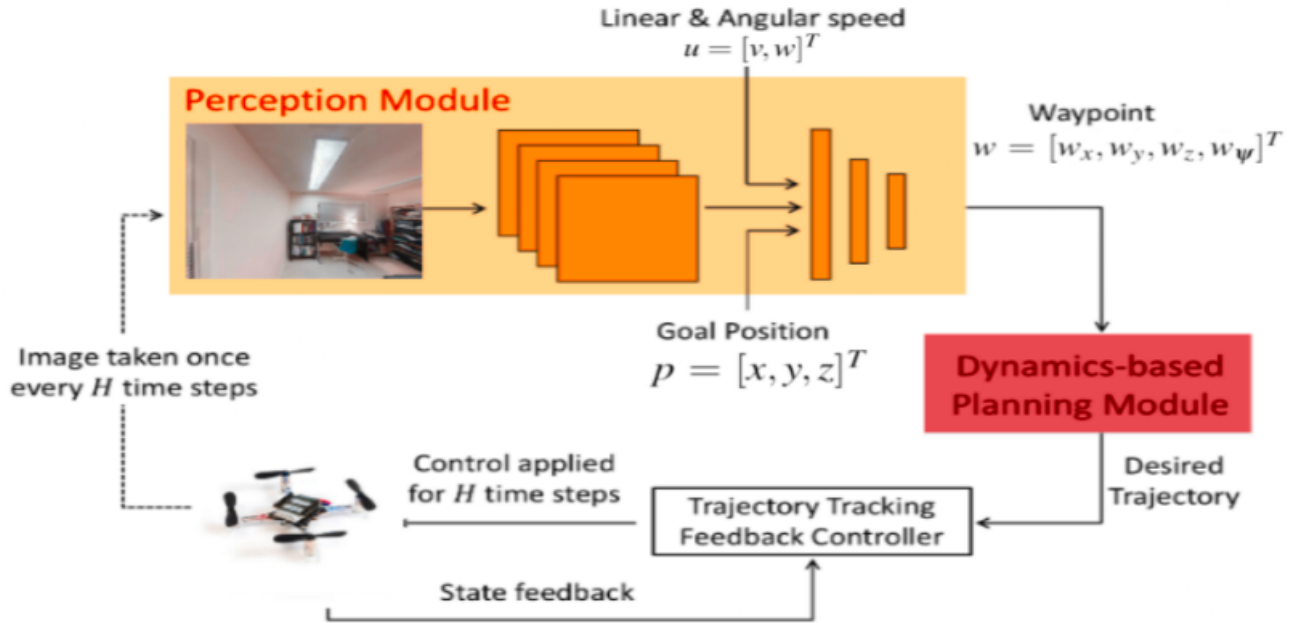 Linear & Angular speed
u = [v, w]^T
Perception Module
Waypoint
w = [w_x, w_y, w_z, w_ψ]^T
Goal Position
p = [x, y, z]^T
Image taken once
every H time steps
Dynamics-based
Planning Module
Control applied
for H time steps
Desired
Trajectory
Trajectory Tracking
Feedback Controller
State feedback